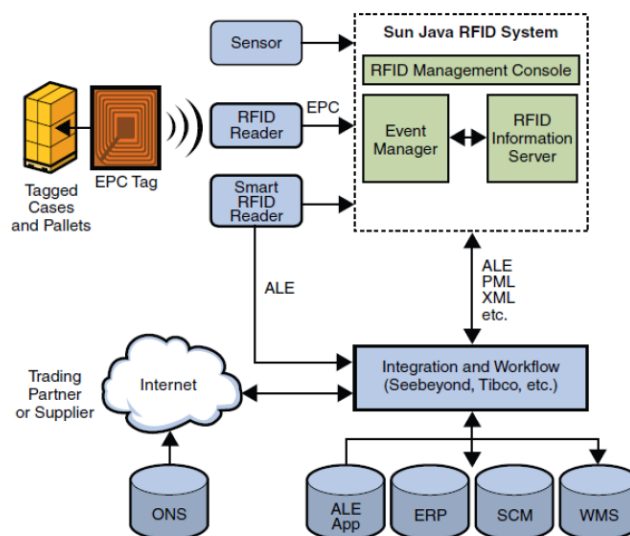 Sun Java RFID System
Sensor
RFID Management Console
RFID
Reader
EPC
Event
Manager
RFID
Information
Server
EPC Tag
Tagged
Cases
and Pallets
Smart
RFID
Reader
ALE
ALE
PML
XML
etc.
Integration and Workflow
(Seebeyond, Tibco, etc.)
Trading
Partner
or Supplier
Internet
ONS
ALE
App
ERP
SCM
WMS